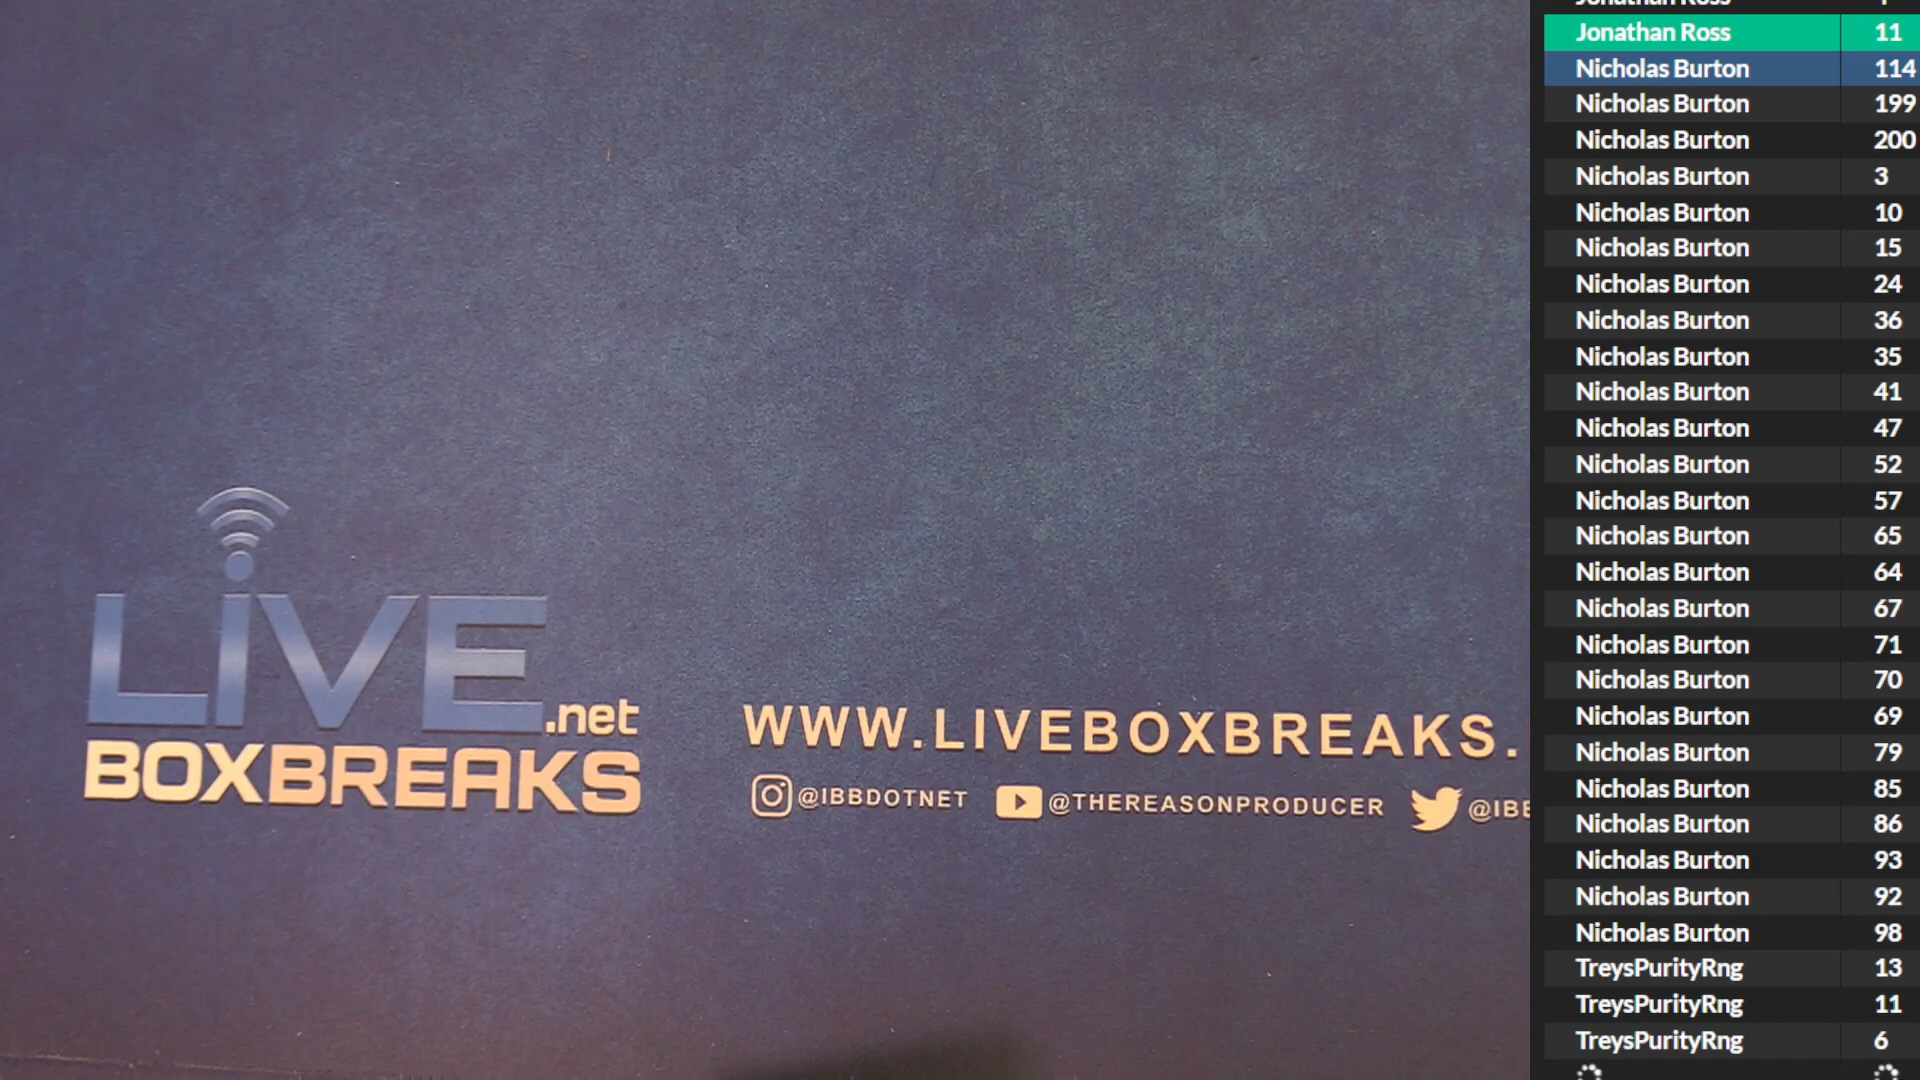 Jonathan Ross
Jonathan Ross 11
Nicholas Burton 114
Nicholas Burton 199
Nicholas Burton 200
Nicholas Burton 3
Nicholas Burton 10
Nicholas Burton 15
Nicholas Burton 24
Nicholas Burton 36
Nicholas Burton 35
Nicholas Burton 41
Nicholas Burton 47
Nicholas Burton 52
Nicholas Burton 57
Nicholas Burton 65
Nicholas Burton 64
Nicholas Burton 67
Nicholas Burton 71
Nicholas Burton 70
Nicholas Burton 69
Nicholas Burton 79
Nicholas Burton 85
Nicholas Burton 86
Nicholas Burton 93
Nicholas Burton 92
Nicholas Burton 98
TreysPurityRng 13
TreysPurityRng 11
TreysPurityRng 6
LiVE.net
BOXBREAKS
WWW.LIVEBOXBREAKS.
@IBBDOTNET @THEREASONPRODUCER